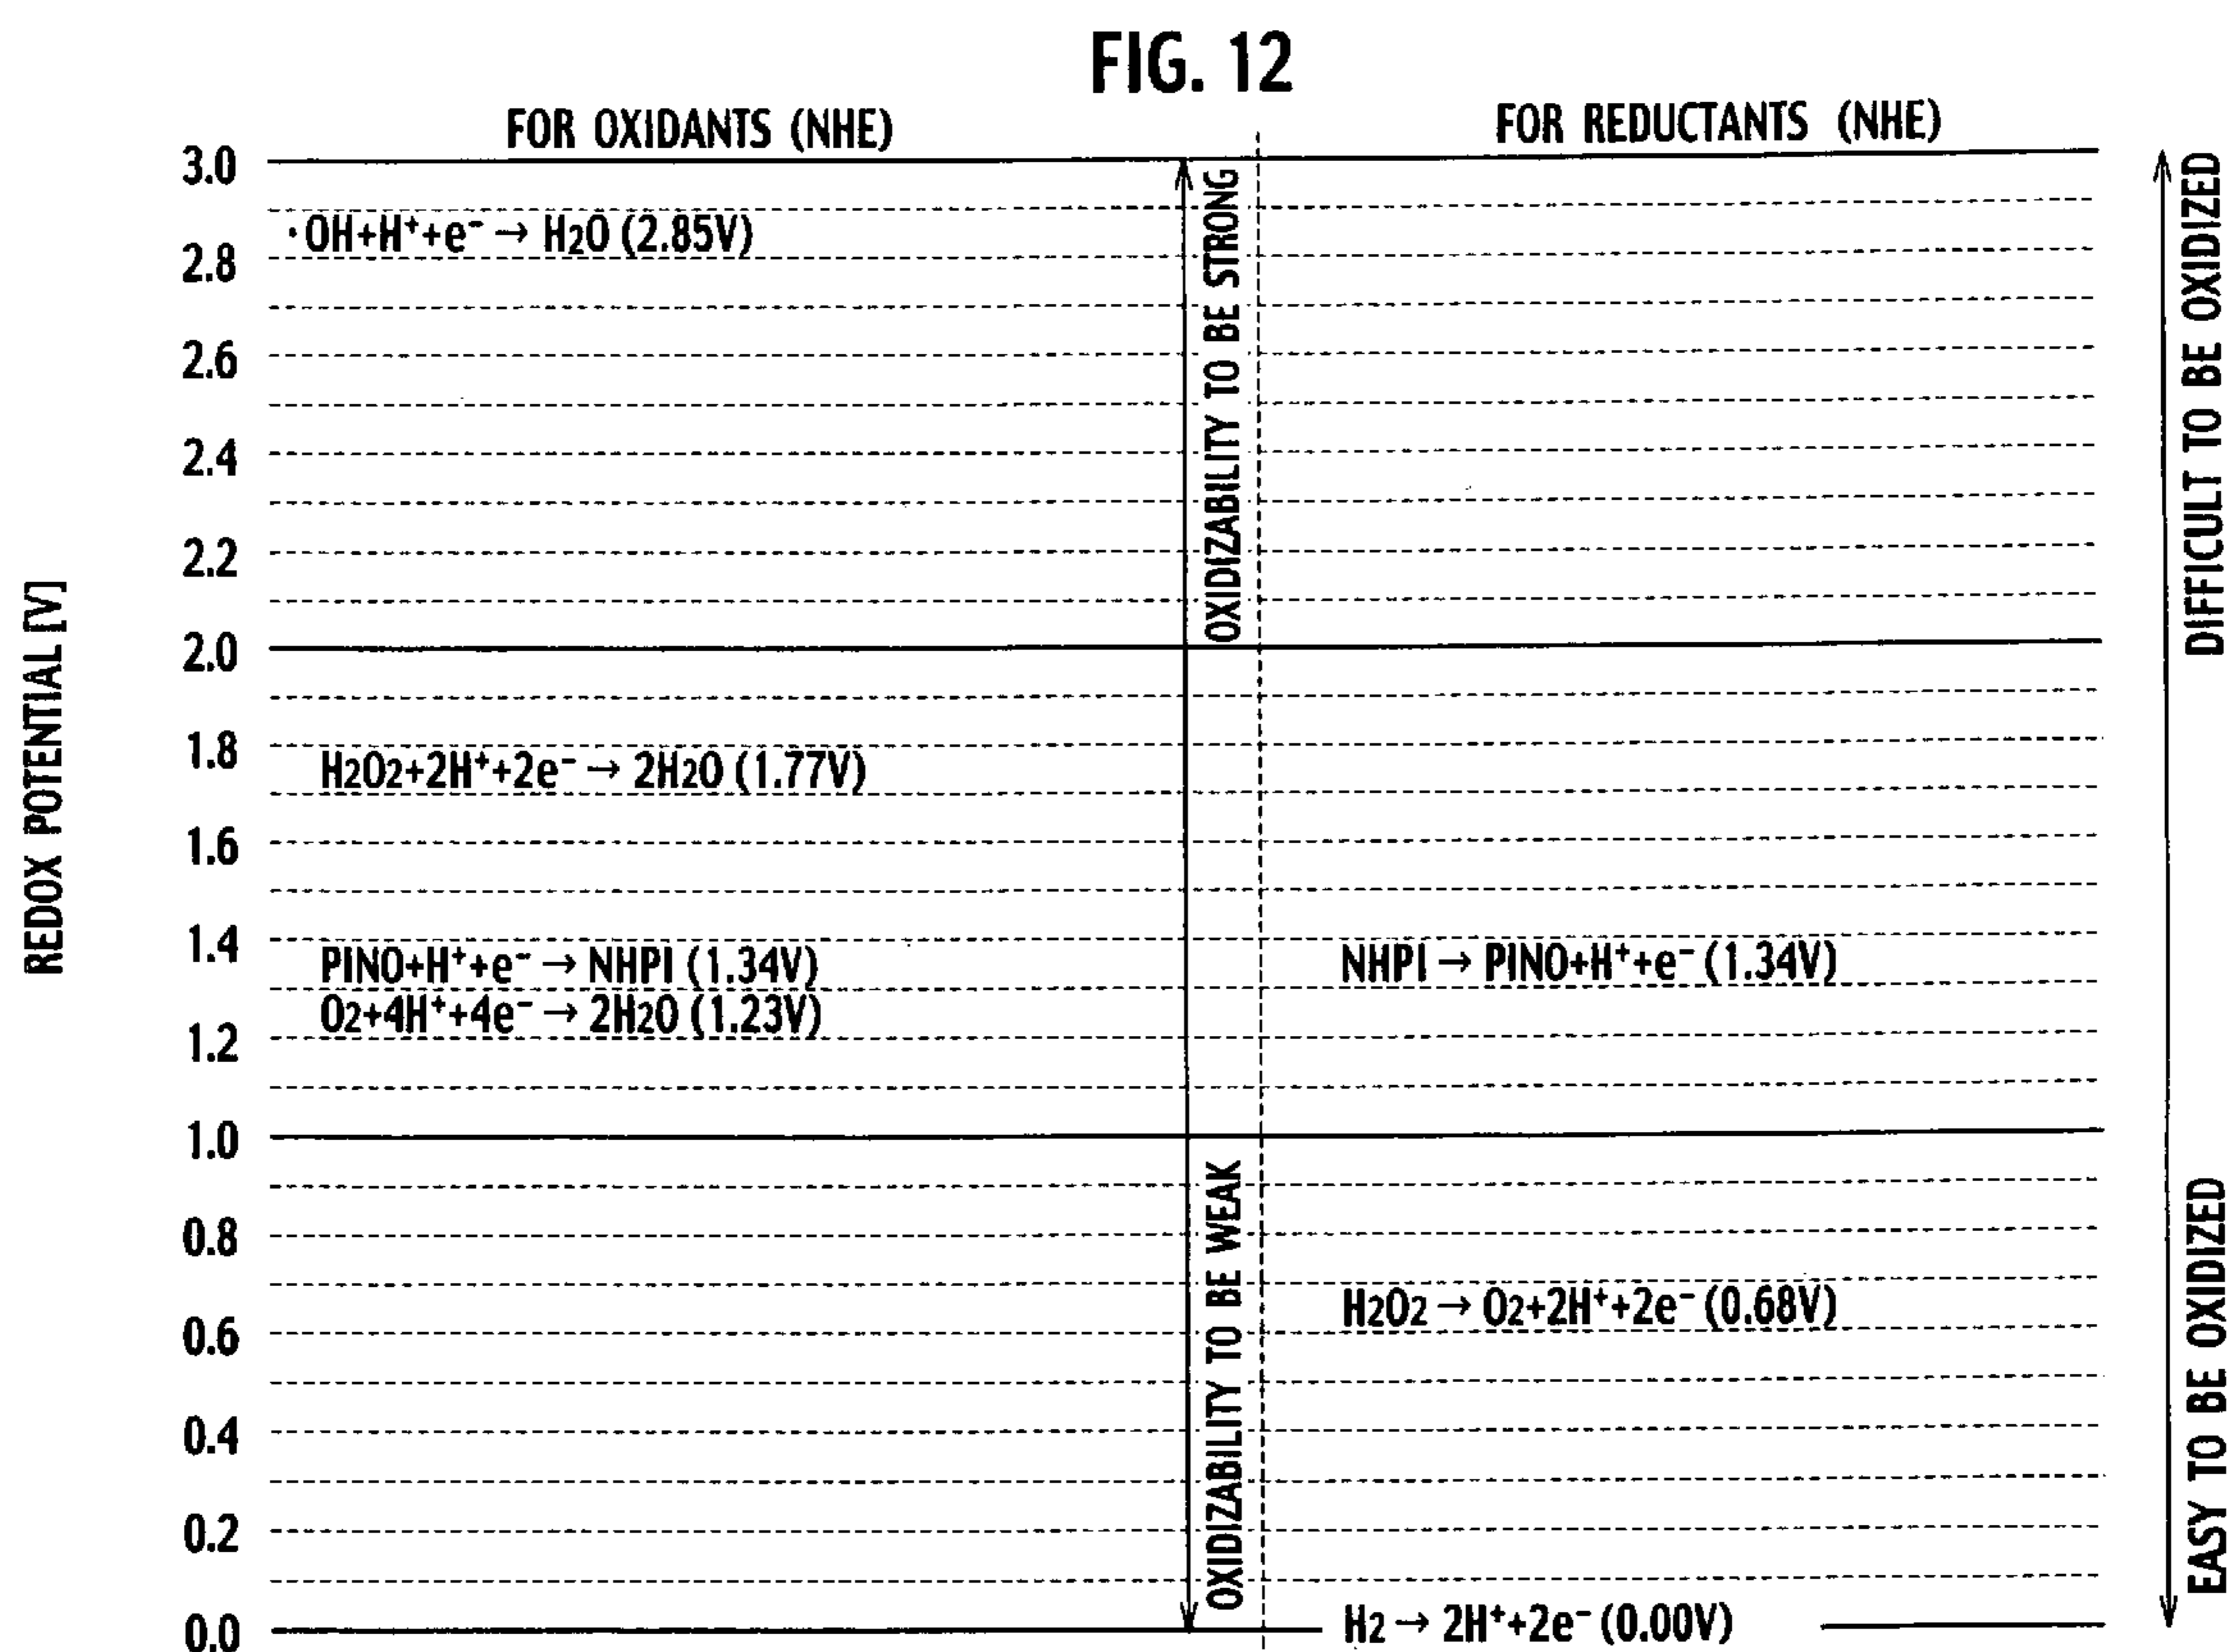 FIG. 12
FOR OXIDANTS (NHE)
FOR REDUCTANTS (NHE)
REDOX POTENTIAL [V]
3.0
2.8
2.6
2.4
2.2
2.0
1.8
1.6
1.4
1.2
1.0
0.8
0.6
0.4
0.2
0.0
·OH+H⁺+e⁻ → H₂O (2.85V)
H₂O₂+2H⁺+2e⁻ → 2H₂O (1.77V)
PINO+H⁺+e⁻ → NHPI (1.34V)
O₂+4H⁺+4e⁻ → 2H₂O (1.23V)
OXIDIZABILITY TO BE STRONG
OXIDIZABILITY TO BE WEAK
NHPI → PINO+H⁺+e⁻ (1.34V)
H₂O₂ → O₂+2H⁺+2e⁻ (0.68V)
H₂ → 2H⁺+2e⁻ (0.00V)
DIFFICULT TO BE OXIDIZED
EASY TO BE OXIDIZED